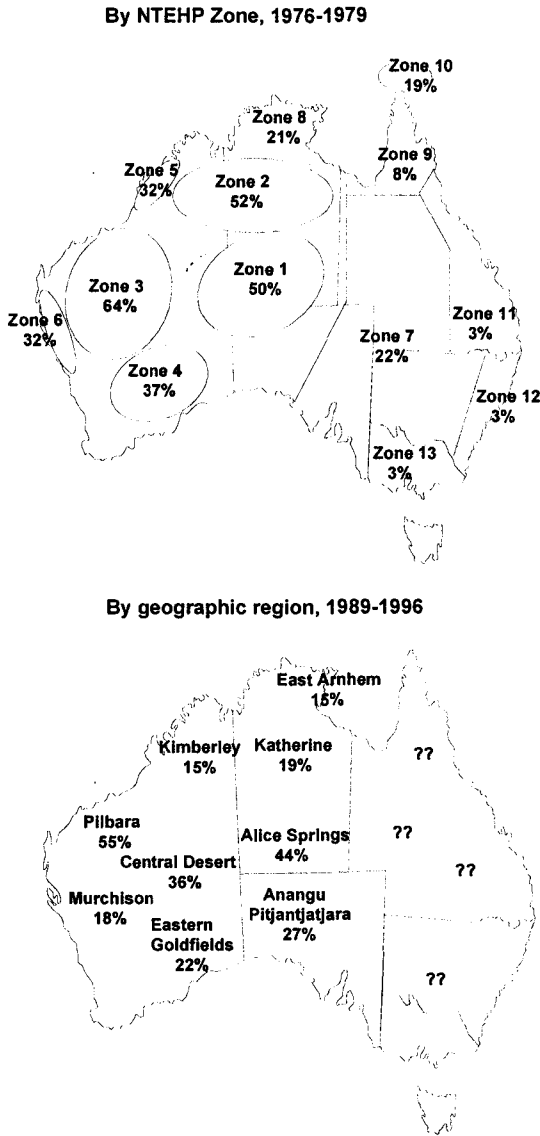 By NTEHP Zone, 1976-1979
Zone 10
19%
Zone 8
21%
Zone 9
8%
Zone 5
32%
Zone 2
52%
Zone 1
50%
Zone 3
64%
Zone 6
32%
Zone 11
3%
Zone 7
22%
Zone 4
37%
Zone 12
3%
Zone 13
3%
By geographic region, 1989-1996
East Arnhem
15%
Kimberley
15%
Katherine
19%
??
Pilbara
55%
Alice Springs
44%
??
Central Desert
36%
??
Murchison
18%
Anangu
Pitjantjatjara
27%
Eastern
Goldfields
22%
??